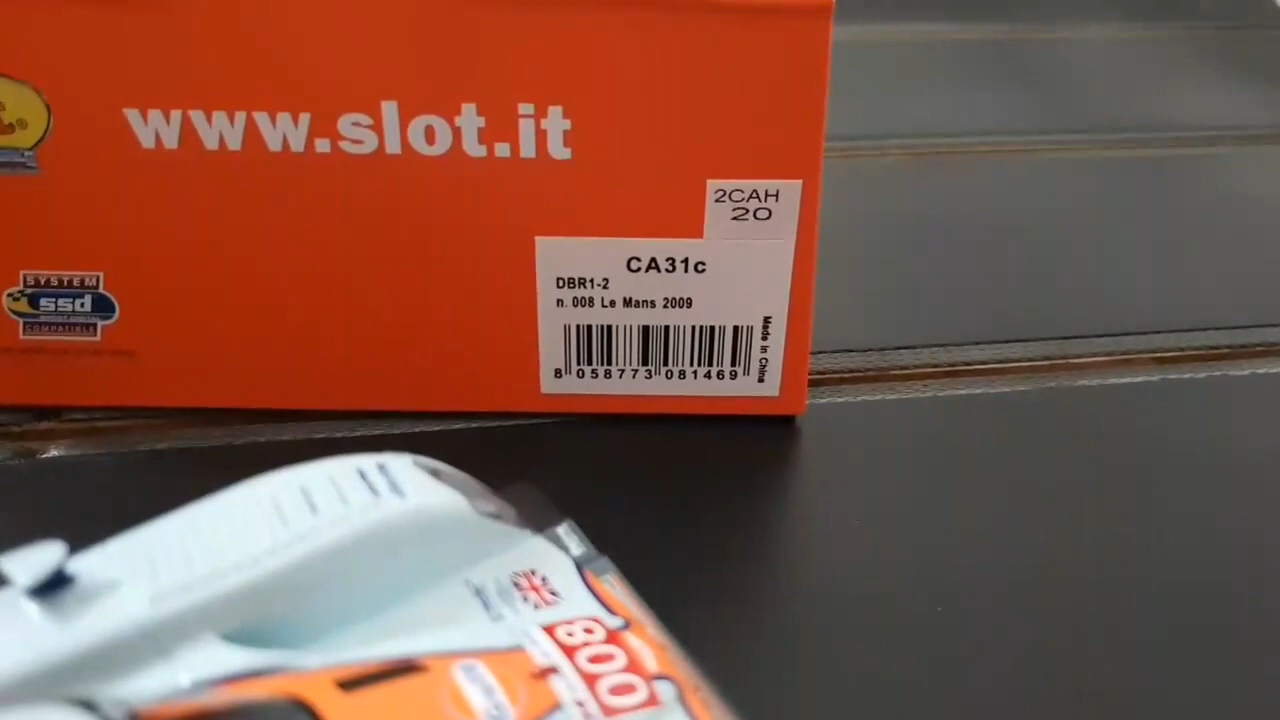 www.slot.it
2CAH
20
CA31c
DBR1-2
n. 008 Le Mans 2009
Made in China
8 058773 081469
SYSTEM
ssd
COMPATIBLE
008